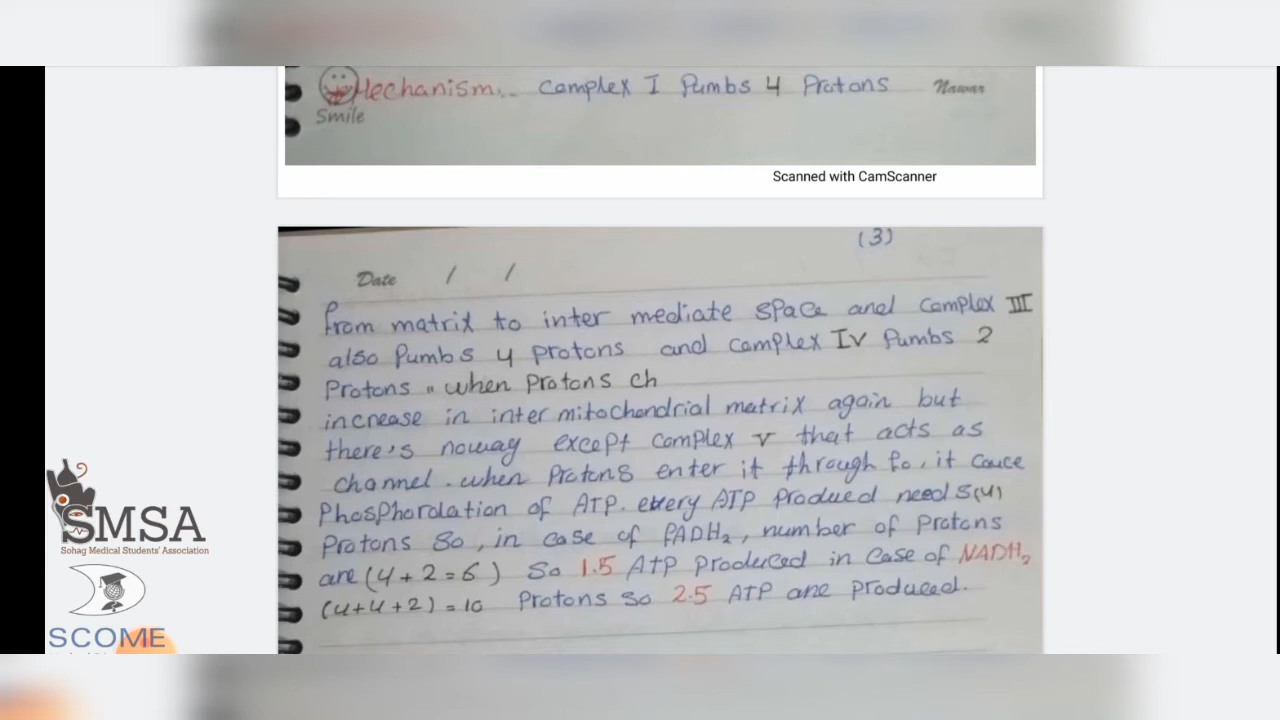 Mechanism.. Complex I Pumbs 4 Protons
Nawar
Smile
Scanned with CamScanner
(3)
Date / /
from matrix to inter mediate space and complex III
also Pumbs 4 protons and complex IV Pumbs 2
Protons " when Protons ch
increase in inter mitochondrial matrix again but
there's noway except complex V that acts as
channel. when Protons enter it through fo, it cauce
Phosphorolation of ATP. every ATP Produed needs (4)
Protons So, in case of FADH₂, number of Protons
are (4+2=6) So 1.5 ATP produced in case of NADH₂
(4+4+2)=10 Protons so 2.5 ATP are produced.
SMSA
Sohag Medical Students' Association
SCOME